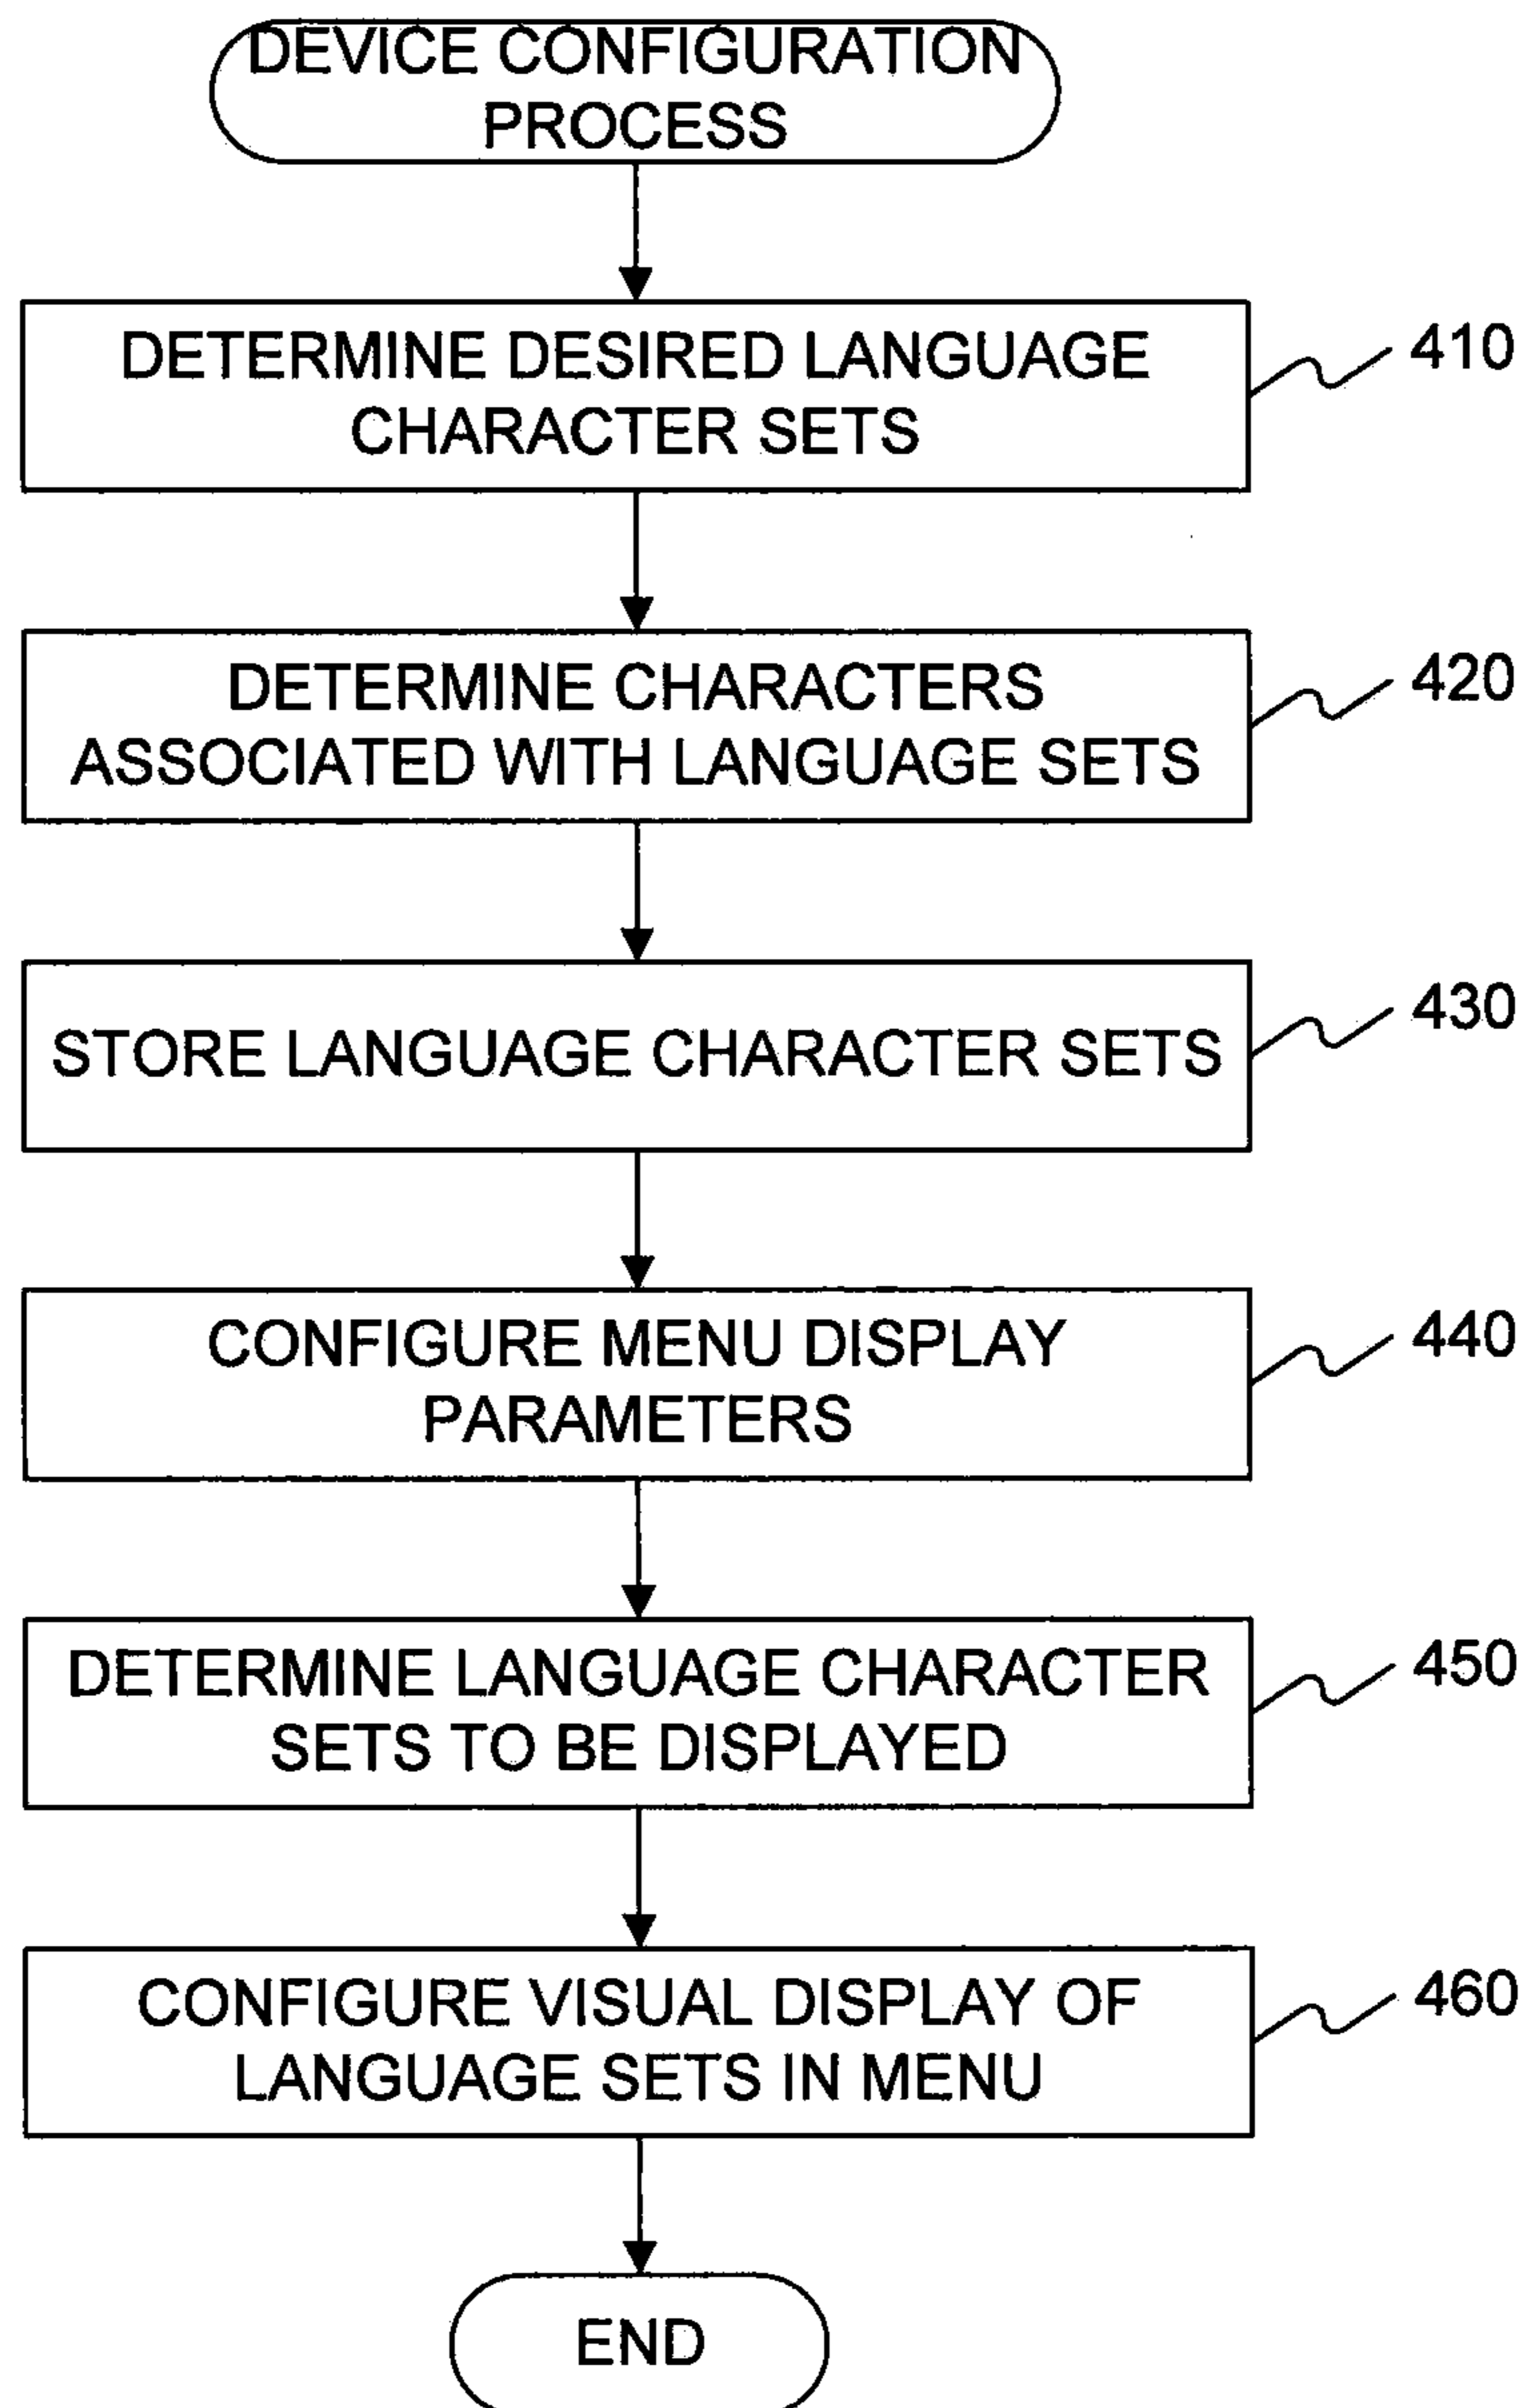 DEVICE CONFIGURATION
PROCESS
DETERMINE DESIRED LANGUAGE
CHARACTER SETS
410
DETERMINE CHARACTERS
ASSOCIATED WITH LANGUAGE SETS
420
STORE LANGUAGE CHARACTER SETS
430
CONFIGURE MENU DISPLAY
PARAMETERS
440
DETERMINE LANGUAGE CHARACTER
SETS TO BE DISPLAYED
450
CONFIGURE VISUAL DISPLAY OF
LANGUAGE SETS IN MENU
460
END